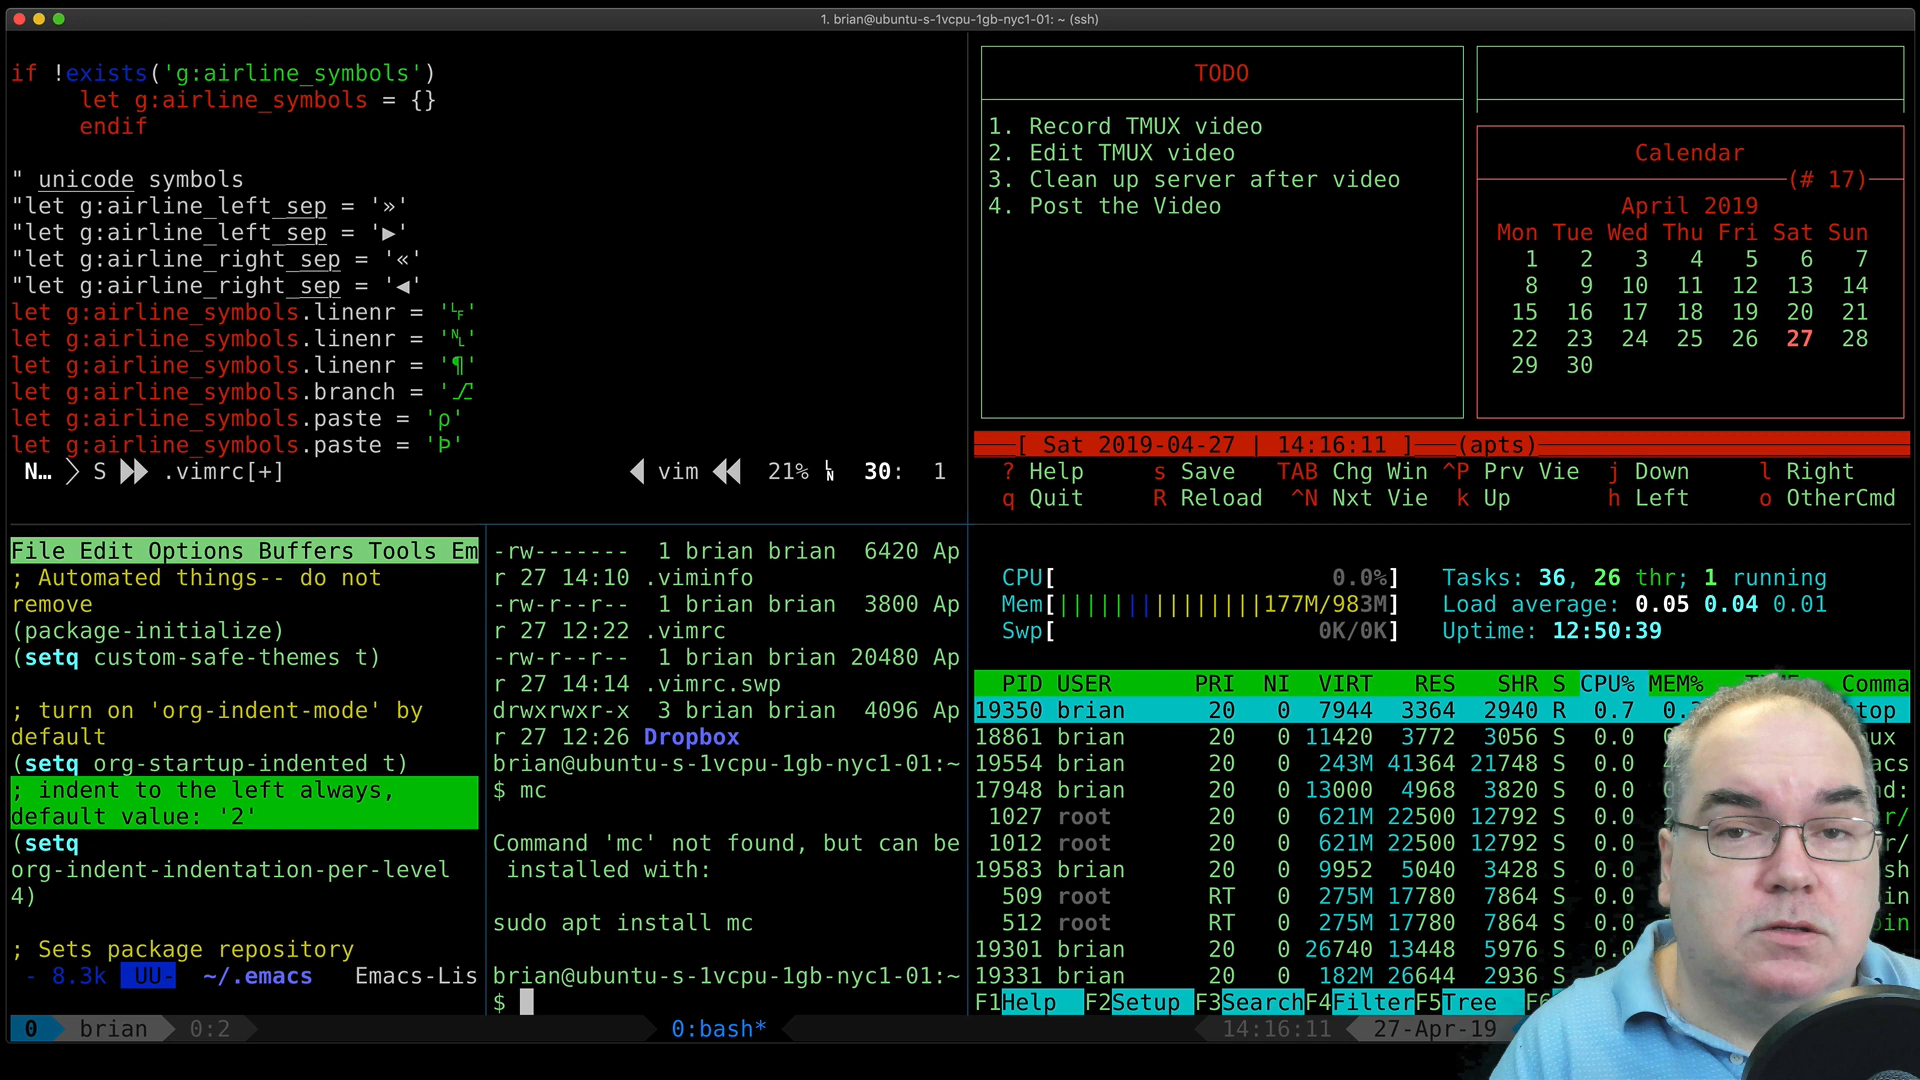 1. brian@ubuntu-s-1vcpu-1gb-nyc1-01: ~ (ssh)
if !exists('g:airline_symbols')
let g:airline_symbols = {}
endif
" unicode symbols
"let g:airline_left_sep = '»'
"let g:airline_left_sep = '▶'
"let g:airline_right_sep = '«'
"let g:airline_right_sep = '◀'
let g:airline_symbols.linenr = '␊'
let g:airline_symbols.linenr = '␤'
let g:airline_symbols.linenr = '¶'
let g:airline_symbols.branch = '⎇
let g:airline_symbols.paste = 'ρ'
let g:airline_symbols.paste = 'Þ'
N… S .vimrc[+] vim 21% LN 30: 1
TODO
1. Record TMUX video
2. Edit TMUX video
3. Clean up server after video
4. Post the Video
Calendar
(# 17)
April 2019
Mon Tue Wed Thu Fri Sat Sun
1 2 3 4 5 6 7
8 9 10 11 12 13 14
15 16 17 18 19 20 21
22 23 24 25 26 27 28
29 30
[ Sat 2019-04-27 | 14:16:11 ] (apts)
? Help s Save TAB Chg Win ^P Prv Vie j Down l Right
q Quit R Reload ^N Nxt Vie k Up h Left o OtherCmd
File Edit Options Buffers Tools Em
; Automated things-- do not
remove
(package-initialize)
(setq custom-safe-themes t)
; turn on 'org-indent-mode' by
default
(setq org-startup-indented t)
; indent to the left always,
default value: '2'
(setq
org-indent-indentation-per-level
4)
; Sets package repository
- 8.3k UU- ~/.emacs Emacs-Lis
-rw------- 1 brian brian 6420 Ap
r 27 14:10 .viminfo
-rw-r--r-- 1 brian brian 3800 Ap
r 27 12:22 .vimrc
-rw-r--r-- 1 brian brian 20480 Ap
r 27 14:14 .vimrc.swp
drwxrwxr-x 3 brian brian 4096 Ap
r 27 12:26 Dropbox
brian@ubuntu-s-1vcpu-1gb-nyc1-01:~
$ mc
Command 'mc' not found, but can be
installed with:
sudo apt install mc
brian@ubuntu-s-1vcpu-1gb-nyc1-01:~
$
CPU[ 0.0%] Tasks: 36, 26 thr; 1 running
Mem[||||||||||||||||177M/983M] Load average: 0.05 0.04 0.01
Swp[ 0K/0K] Uptime: 12:50:39
PID USER PRI NI VIRT RES SHR S CPU% MEM% Comma
19350 brian 20 0 7944 3364 2940 R 0.7 0. top
18861 brian 20 0 11420 3772 3056 S 0.0 ux
19554 brian 20 0 243M 41364 21748 S 0.0 acs
17948 brian 20 0 13000 4968 3820 S 0.0 d:
1027 root 20 0 621M 22500 12792 S 0.0 r/
1012 root 20 0 621M 22500 12792 S 0.0 r/
19583 brian 20 0 9952 5040 3428 S 0.0 sh
509 root RT 0 275M 17780 7864 S 0.0 in
512 root RT 0 275M 17780 7864 S 0.0 bin
19301 brian 20 0 26740 13448 5976 S 0.0
19331 brian 20 0 182M 26644 2936 S 0.0
F1Help F2Setup F3Search F4Filter F5Tree F6
0 brian 0:2 0:bash* 14:16:11 27-Apr-19